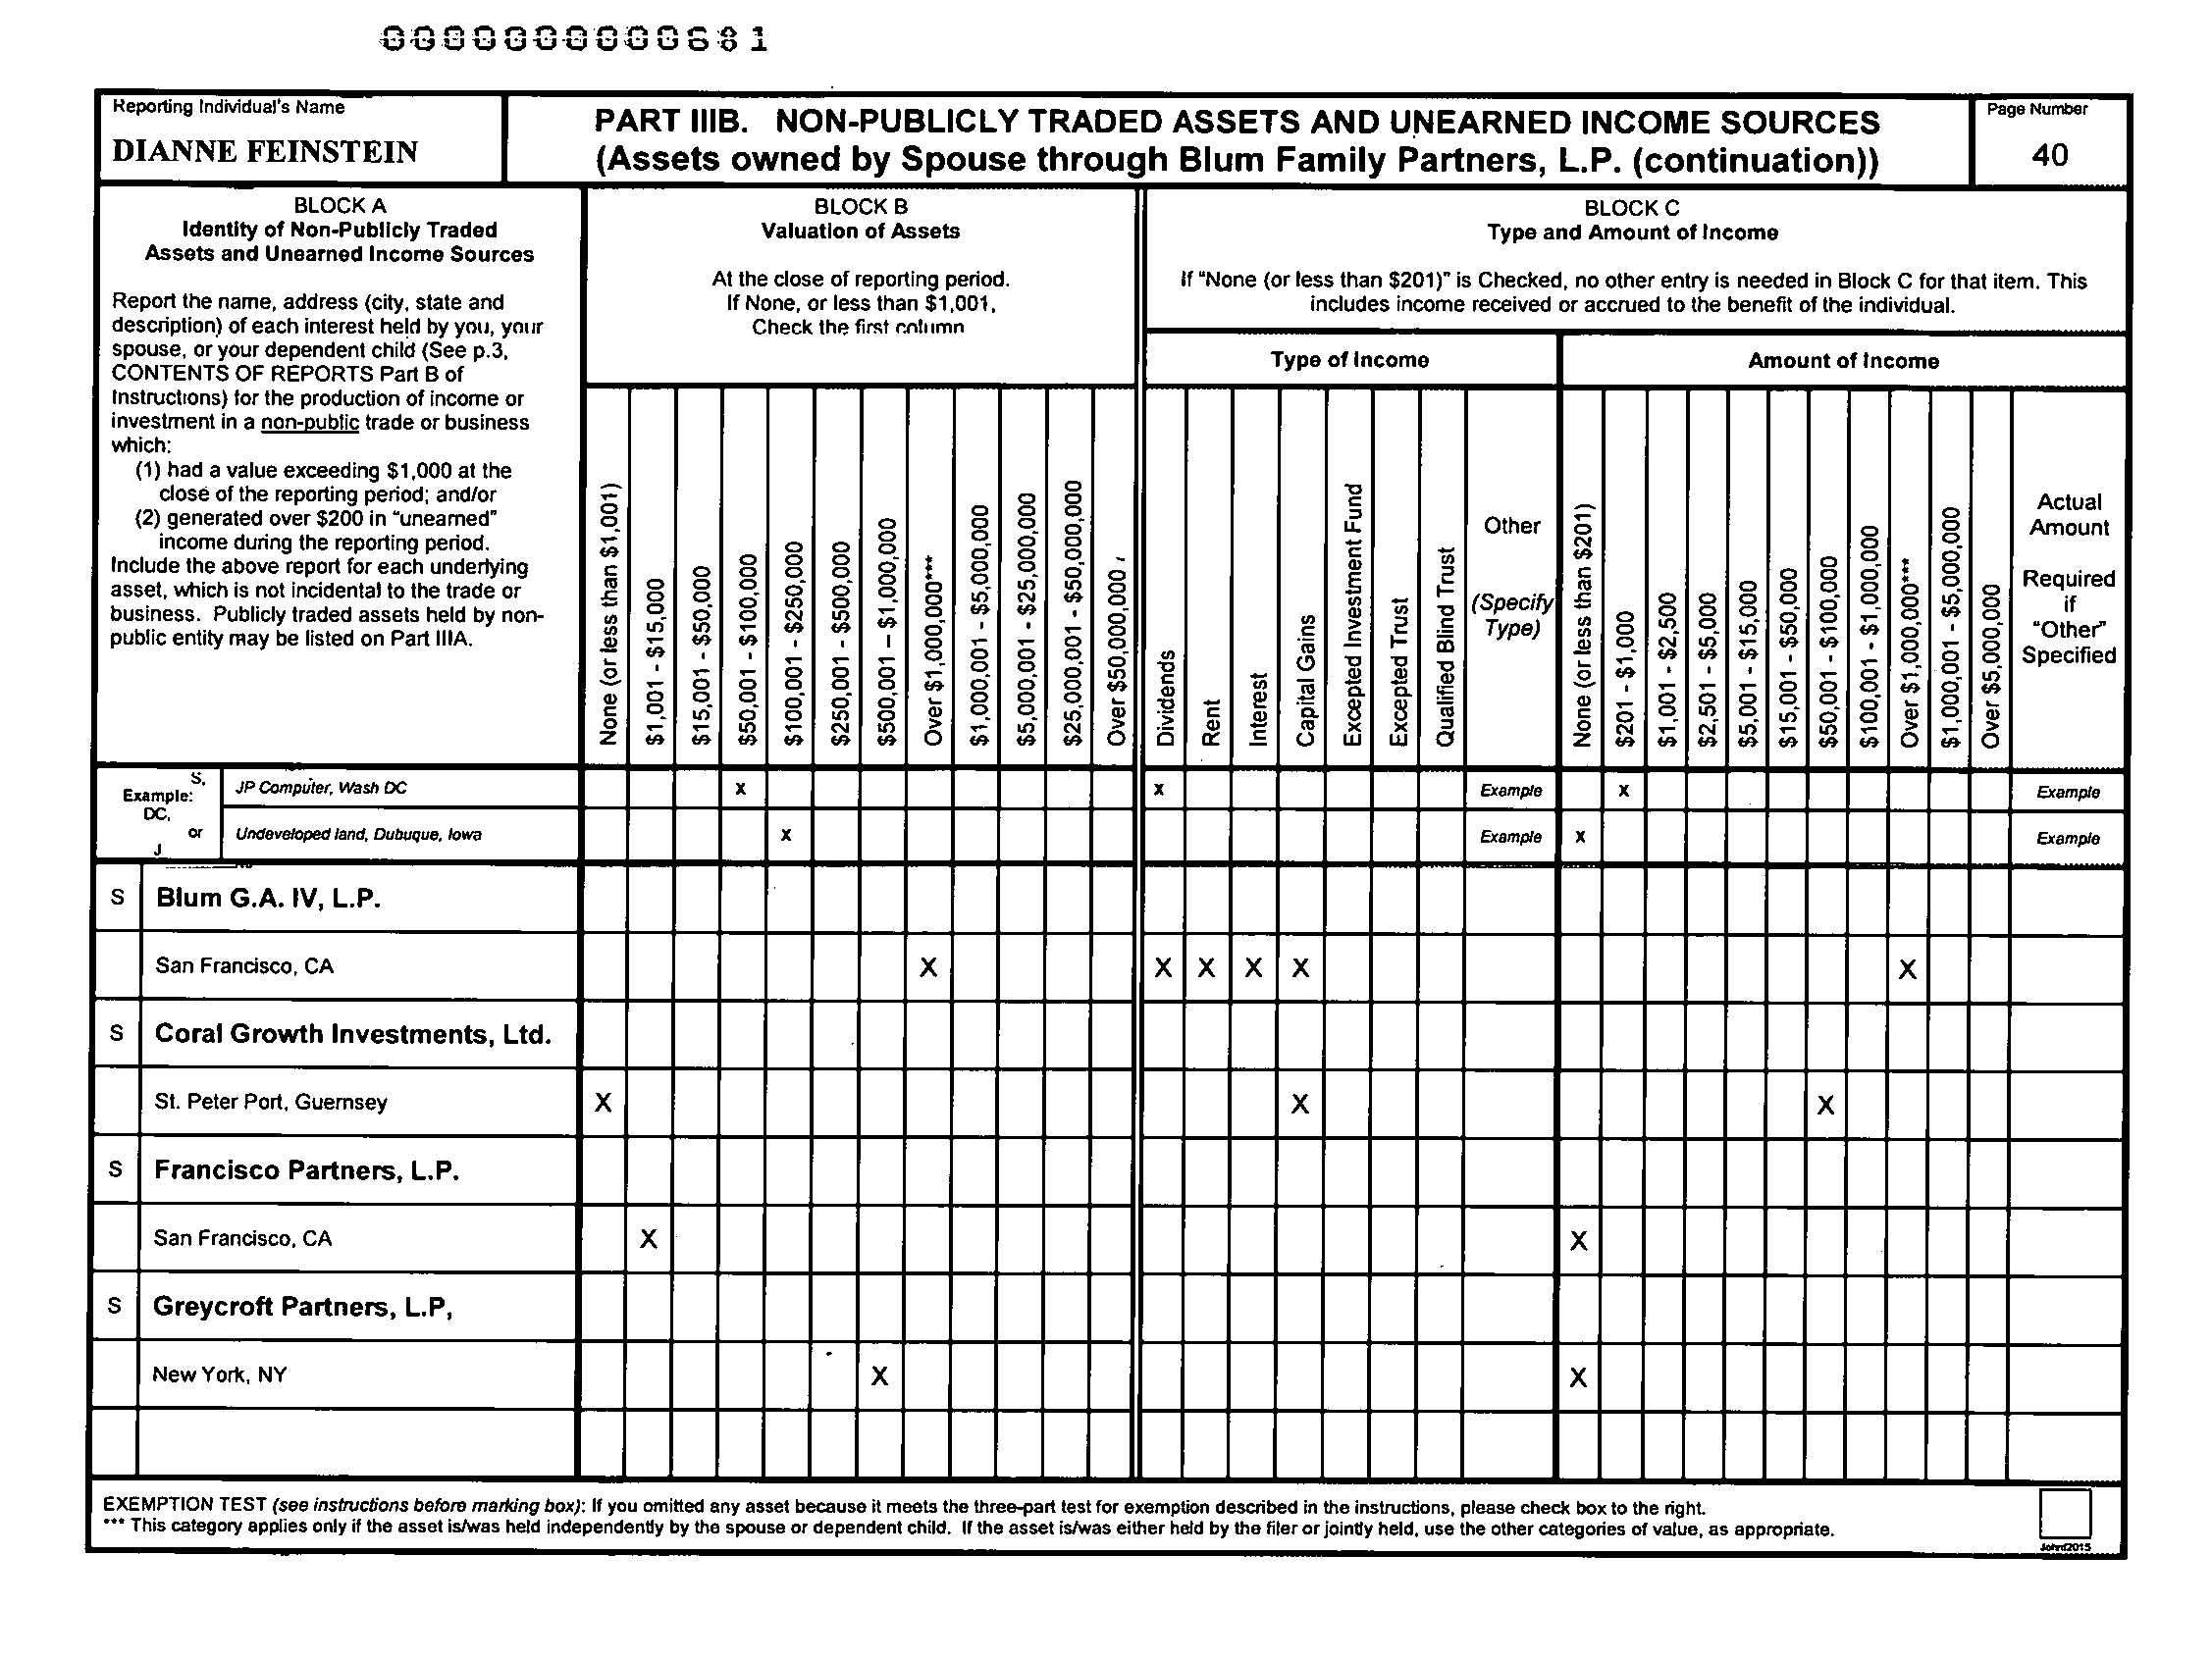 000000000681
Reporting Individual's Name
DIANNE FEINSTEIN
PART IIIB. NON-PUBLICLY TRADED ASSETS AND UNEARNED INCOME SOURCES
(Assets owned by Spouse through Blum Family Partners, L.P. (continuation))
Page Number
40
BLOCK A
Identity of Non-Publicly Traded
Assets and Unearned Income Sources
Report the name, address (city, state and
description) of each interest held by you, your
spouse, or your dependent child (See p.3,
CONTENTS OF REPORTS Part B of
Instructions) for the production of income or
investment in a non-public trade or business
which:
(1) had a value exceeding $1,000 at the
close of the reporting period; and/or
(2) generated over $200 in "unearned"
income during the reporting period.
Include the above report for each underlying
asset, which is not incidental to the trade or
business. Publicly traded assets held by non-
public entity may be listed on Part IIIA.
BLOCK B
Valuation of Assets
At the close of reporting period.
If None, or less than $1,001,
Check the first column
BLOCK C
Type and Amount of Income
If "None (or less than $201)" is Checked, no other entry is needed in Block C for that item. This
includes income received or accrued to the benefit of the individual.
Type of Income
Amount of Income
None (or less than $1,001)
$1,001 - $15,000
$15,001 - $50,000
$50,001 - $100,000
$100,001 - $250,000
$250,001 - $500,000
$500,001 – $1,000,000
Over $1,000,000***
$1,000,001 - $5,000,000
$5,000,001 - $25,000,000
$25,000,001 - $50,000,000
Over $50,000,000
Dividends
Rent
Interest
Capital Gains
Excepted Investment Fund
Excepted Trust
Qualified Blind Trust
Other
(Specify
Type)
None (or less than $201)
$201 - $1,000
$1,001 - $2,500
$2,501 - $5,000
$5,001 - $15,000
$15,001 - $50,000
$50,001 - $100,000
$100,001 - $1,000,000
Over $1,000,000***
$1,000,001 - $5,000,000
Over $5,000,000
Actual
Amount
Required
if
"Other"
Specified
Example: S, DC, or J
JP Computer, Wash DC X X Example X Example
Undeveloped land, Dubuque, Iowa X Example X Example
S Blum G.A. IV, L.P.
San Francisco, CA X X X X X X
S Coral Growth Investments, Ltd.
St. Peter Port, Guernsey X X X
S Francisco Partners, L.P.
San Francisco, CA X X
S Greycroft Partners, L.P,
New York, NY X X
EXEMPTION TEST (see instructions before marking box): If you omitted any asset because it meets the three-part test for exemption described in the instructions, please check box to the right.
*** This category applies only if the asset is/was held independently by the spouse or dependent child. If the asset is/was either held by the filer or jointly held, use the other categories of value, as appropriate.